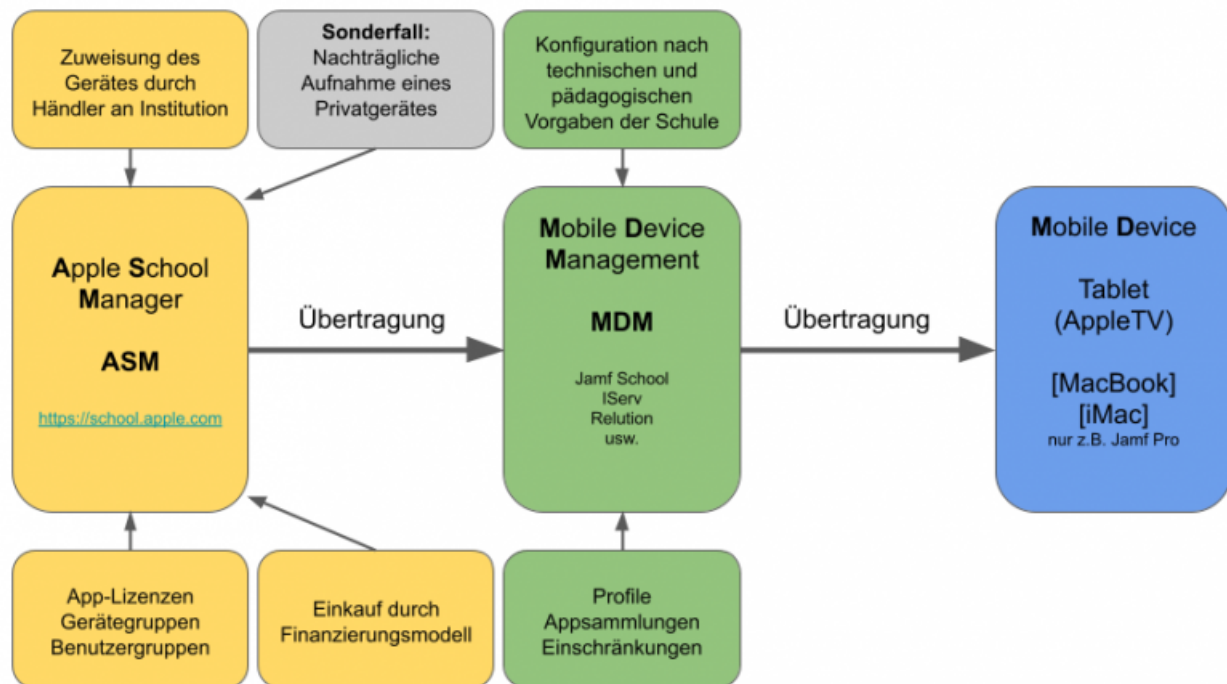 Zuweisung des
Gerätes durch
Händler an Institution
Sonderfall:
Nachträgliche
Aufnahme eines
Privatgerätes
Konfiguration nach
technischen und
pädagogischen
Vorgaben der Schule
Apple School
Manager
ASM
https://school.apple.com
Übertragung
Mobile Device
Management
MDM
Jamf School
IServ
Relution
usw.
Übertragung
Mobile Device
Tablet
(AppleTV)
[MacBook]
[iMac]
nur z.B. Jamf Pro
App-Lizenzen
Gerätegruppen
Benutzergruppen
Einkauf durch
Finanzierungsmodell
Profile
Appsammlungen
Einschränkungen